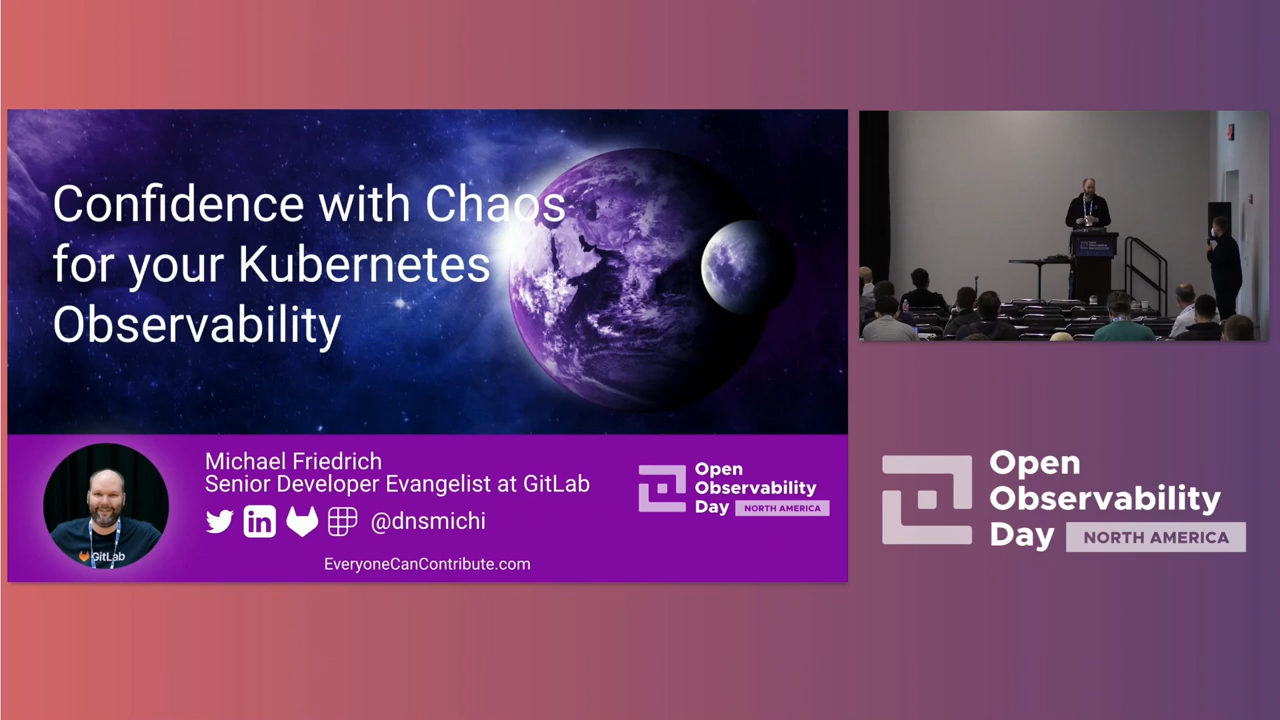 Confidence with Chaos
for your Kubernetes
Observability
Michael Friedrich
Senior Developer Evangelist at GitLab
@dnsmichi
EveryoneCanContribute.com
GitLab
Open
Observability
Day NORTH AMERICA
Open
Observability
Day NORTH AMERICA